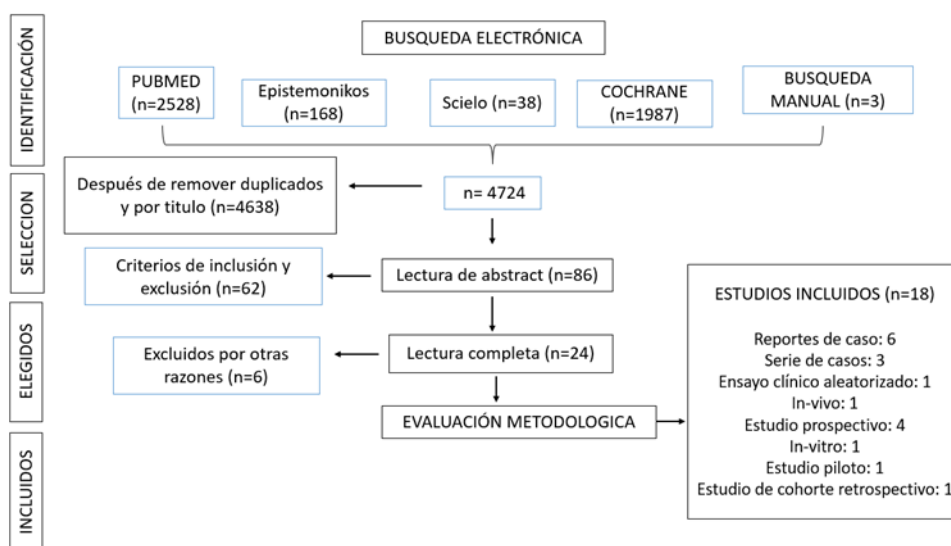 IDENTIFICACIÓN
BUSQUEDA ELECTRÓNICA
PUBMED
(n=2528)
Epistemonikos
(n=168)
Scielo (n=38)
COCHRANE
(n=1987)
BUSQUEDA
MANUAL (n=3)
SELECCION
Después de remover duplicados
y por titulo (n=4638)
n= 4724
Criterios de inclusión y
exclusión (n=62)
Lectura de abstract (n=86)
ELEGIDOS
Excluidos por otras
razones (n=6)
Lectura completa (n=24)
EVALUACIÓN METODOLOGICA
INCLUIDOS
ESTUDIOS INCLUIDOS (n=18)
Reportes de caso: 6
Serie de casos: 3
Ensayo clínico aleatorizado: 1
In-vivo: 1
Estudio prospectivo: 4
In-vitro: 1
Estudio piloto: 1
Estudio de cohorte retrospectivo: 1